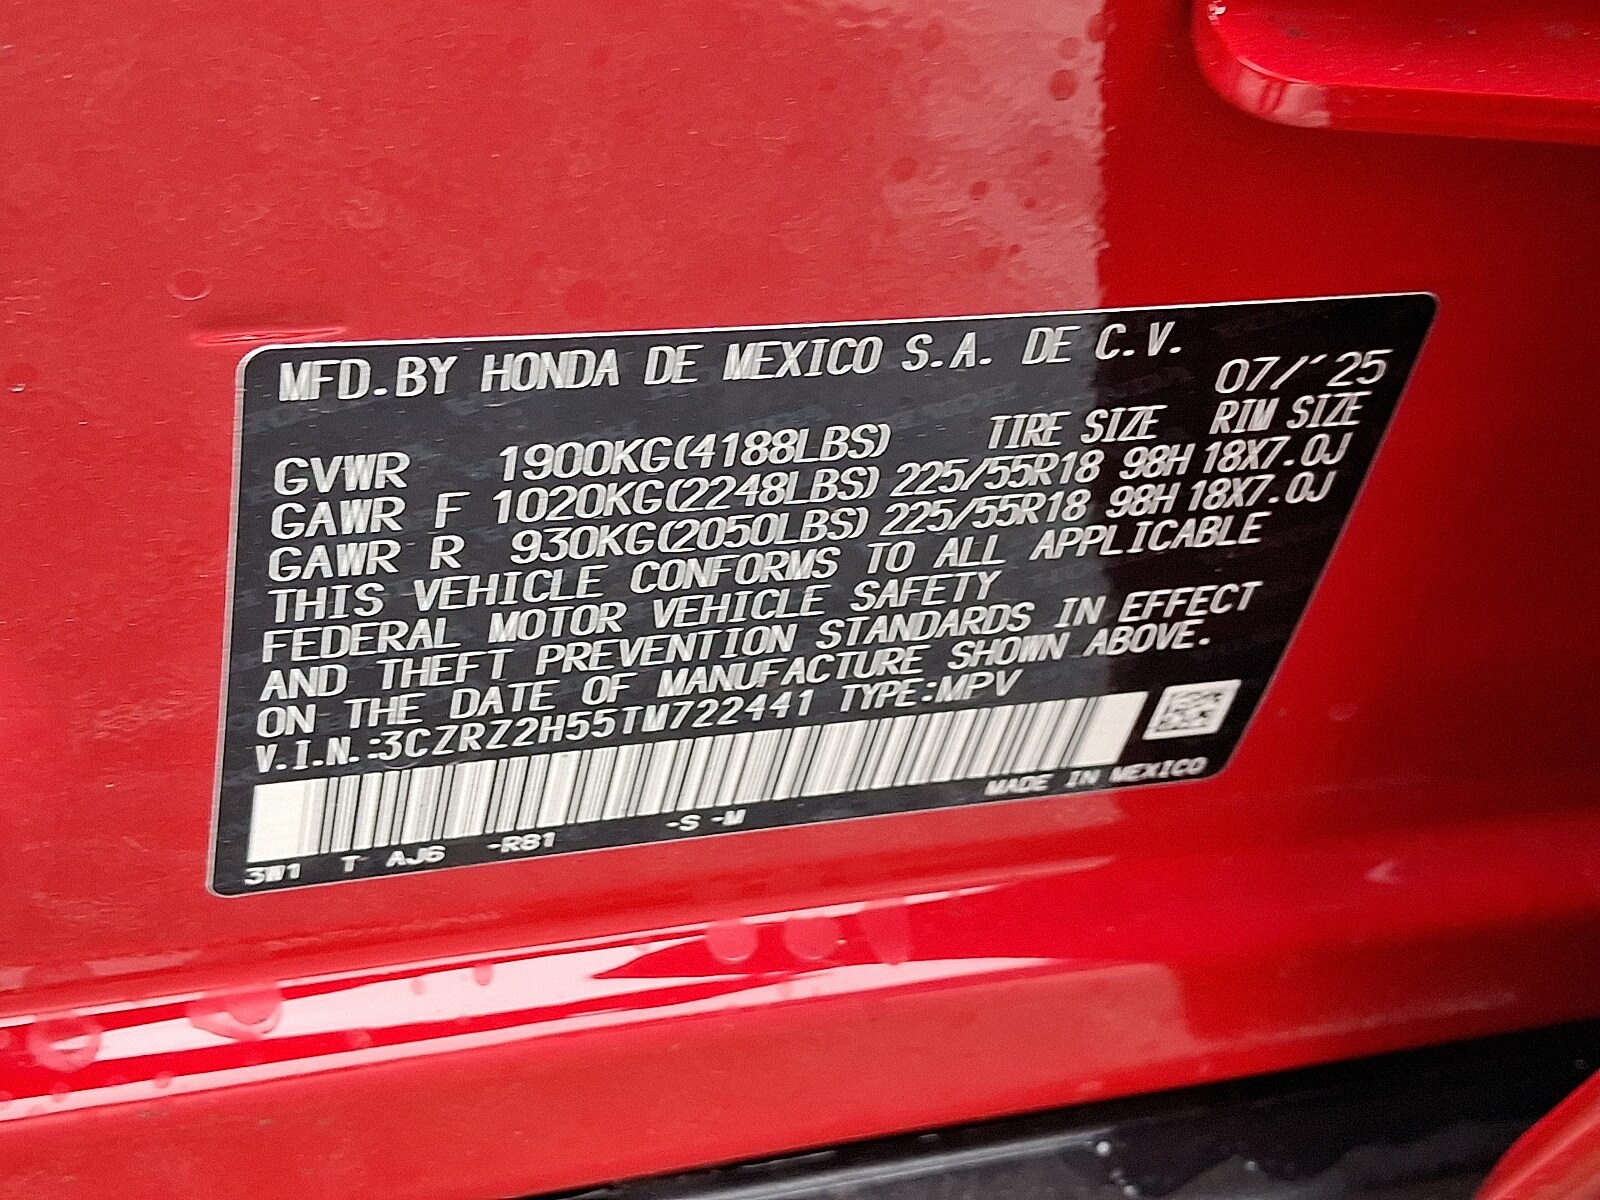 MFD.BY HONDA DE MEXICO S.A. DE C.V.
07/'25
GVWR 1900KG(4188LBS) TIRE SIZE RIM SIZE
GAWR F 1020KG(2248LBS) 225/55R18 98H 18X7.0J
GAWR R 930KG(2050LBS) 225/55R18 98H 18X7.0J
THIS VEHICLE CONFORMS TO ALL APPLICABLE
FEDERAL MOTOR VEHICLE SAFETY
AND THEFT PREVENTION STANDARDS IN EFFECT
ON THE DATE OF MANUFACTURE SHOWN ABOVE.
V.I.N.:3CZRZ2H55TM722441 TYPE:MPV
MADE IN MEXICO
3W1 T AJ6 -R81 -S -M